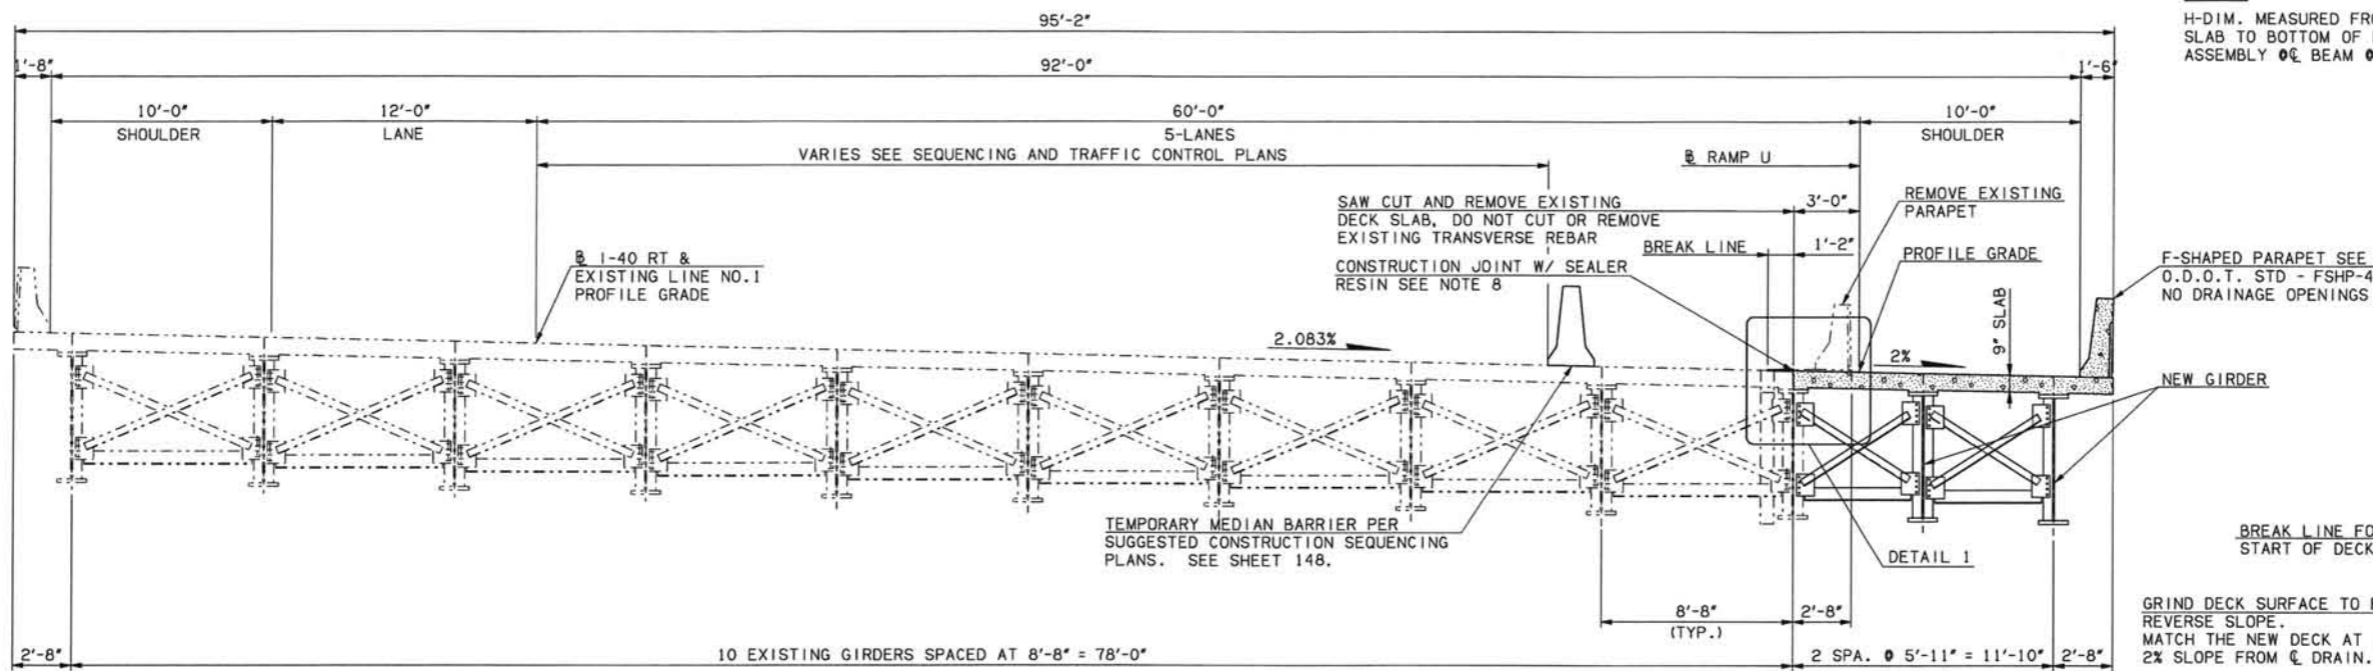 95'-2"
H-DIM. MEASURED
SLAB TO BOTTOM OF
ASSEMBLY @ ℄ BEAM @
1'-8"
92'-0"
1'-6"
10'-0"
SHOULDER
12'-0"
LANE
60'-0"
5-LANES
10'-0"
SHOULDER
VARIES SEE SEQUENCING AND TRAFFIC CONTROL PLANS
RAMP U
SAW CUT AND REMOVE EXISTING
DECK SLAB, DO NOT CUT OR REMOVE
EXISTING TRANSVERSE REBAR
3'-0"
REMOVE EXISTING
PARAPET
BREAK LINE
1'-2"
PROFILE GRADE
I-40 RT &
EXISTING LINE NO.1
PROFILE GRADE
CONSTRUCTION JOINT W/ SEALER
RESIN SEE NOTE 8
F-SHAPED PARAPET SEE
O.D.O.T. STD - FSHP-4
NO DRAINAGE OPENINGS
9" SLAB
2.083%
2%
NEW GIRDER
TEMPORARY MEDIAN BARRIER PER
SUGGESTED CONSTRUCTION SEQUENCING
PLANS. SEE SHEET 148.
DETAIL 1
BREAK LINE
START OF DECK
8'-8"
(TYP.)
2'-8"
GRIND DECK SURFACE TO
REVERSE SLOPE.
MATCH THE NEW DECK AT
2% SLOPE FROM ℄ DRAIN.
2'-8"
10 EXISTING GIRDERS SPACED AT 8'-8" = 78'-0"
2 SPA. @ 5'-11" = 11'-10"
2'-8"